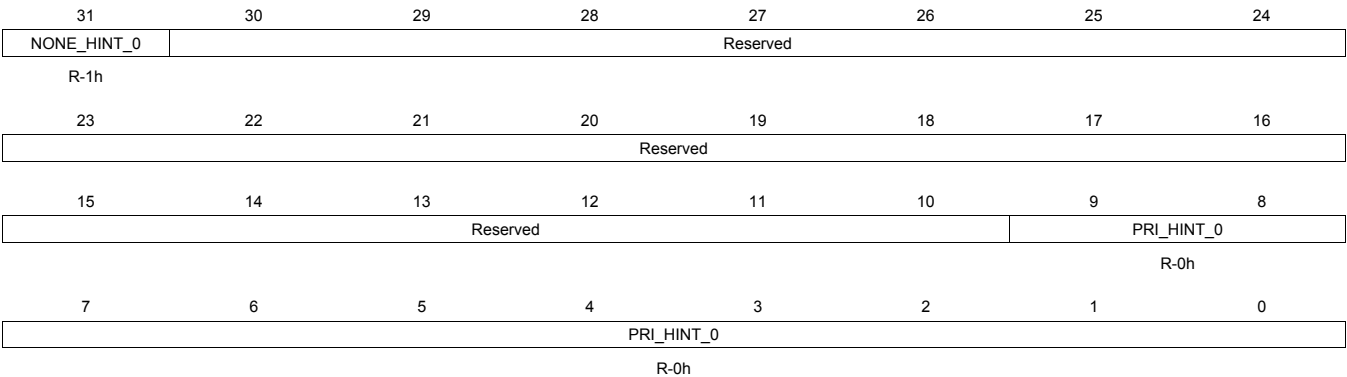 31 30 29 28 27 26 25 24
NONE_HINT_0 Reserved
R-1h
23 22 21 20 19 18 17 16
Reserved
15 14 13 12 11 10 9 8
Reserved PRI_HINT_0
R-0h
7 6 5 4 3 2 1 0
PRI_HINT_0
R-0h